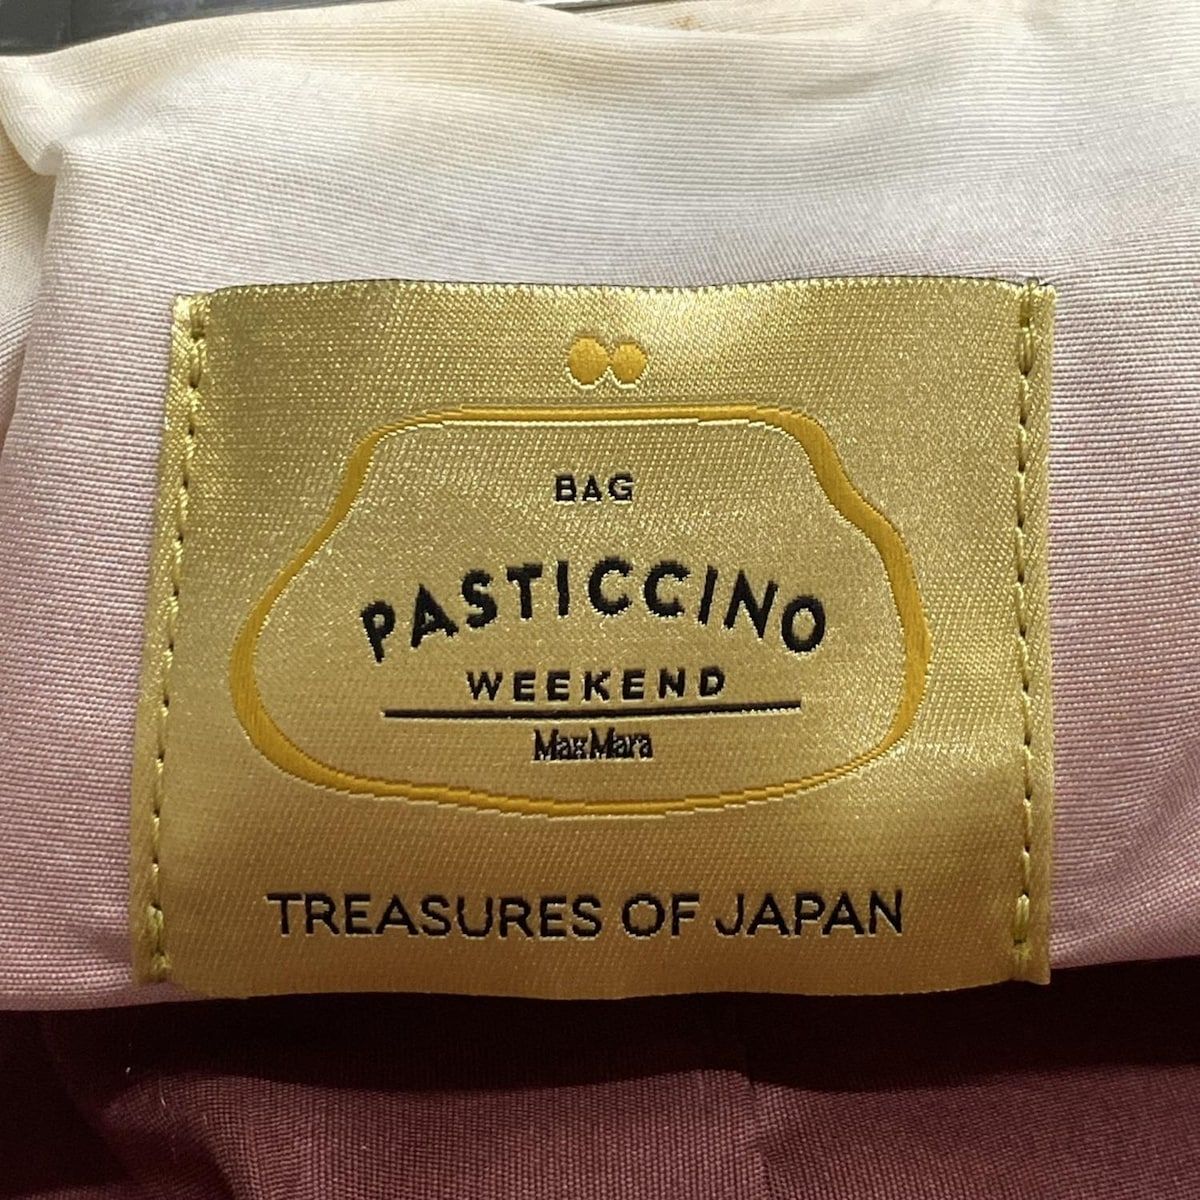 BAG
PASTICCINO
WEEKEND
MaxMara
TREASURES OF JAPAN